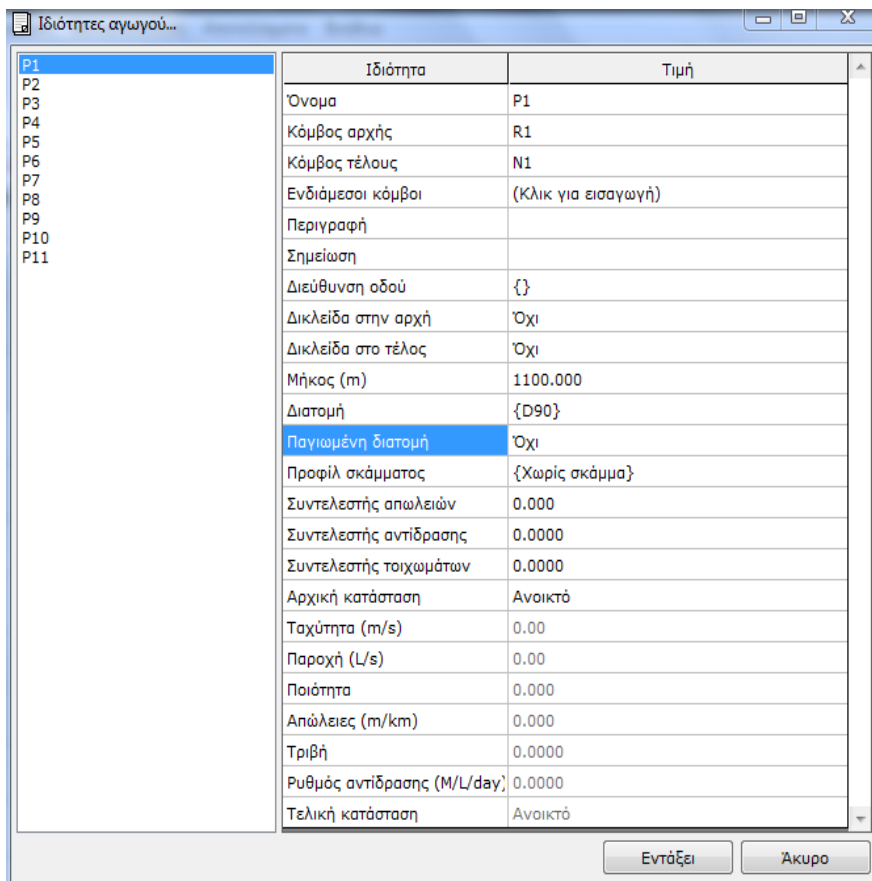 Ιδιότητες αγωγού...
P1
P2
P3
P4
P5
P6
P7
P8
P9
P10
P11
Ιδιότητα Τιμή
Όνομα P1
Κόμβος αρχής R1
Κόμβος τέλους N1
Ενδιάμεσοι κόμβοι (Κλικ για εισαγωγή)
Περιγραφή
Σημείωση
Διεύθυνση οδού {}
Δικλείδα στην αρχή Όχι
Δικλείδα στο τέλος Όχι
Μήκος (m) 1100.000
Διατομή {D90}
Παγιωμένη διατομή Όχι
Προφίλ σκάμματος {Χωρίς σκάμμα}
Συντελεστής απωλειών 0.000
Συντελεστής αντίδρασης 0.0000
Συντελεστής τοιχωμάτων 0.0000
Αρχική κατάσταση Ανοικτό
Ταχύτητα (m/s) 0.00
Παροχή (L/s) 0.00
Ποιότητα 0.000
Απώλειες (m/km) 0.000
Τριβή 0.0000
Ρυθμός αντίδρασης (M/L/day) 0.0000
Τελική κατάσταση Ανοικτό
Εντάξει Άκυρο